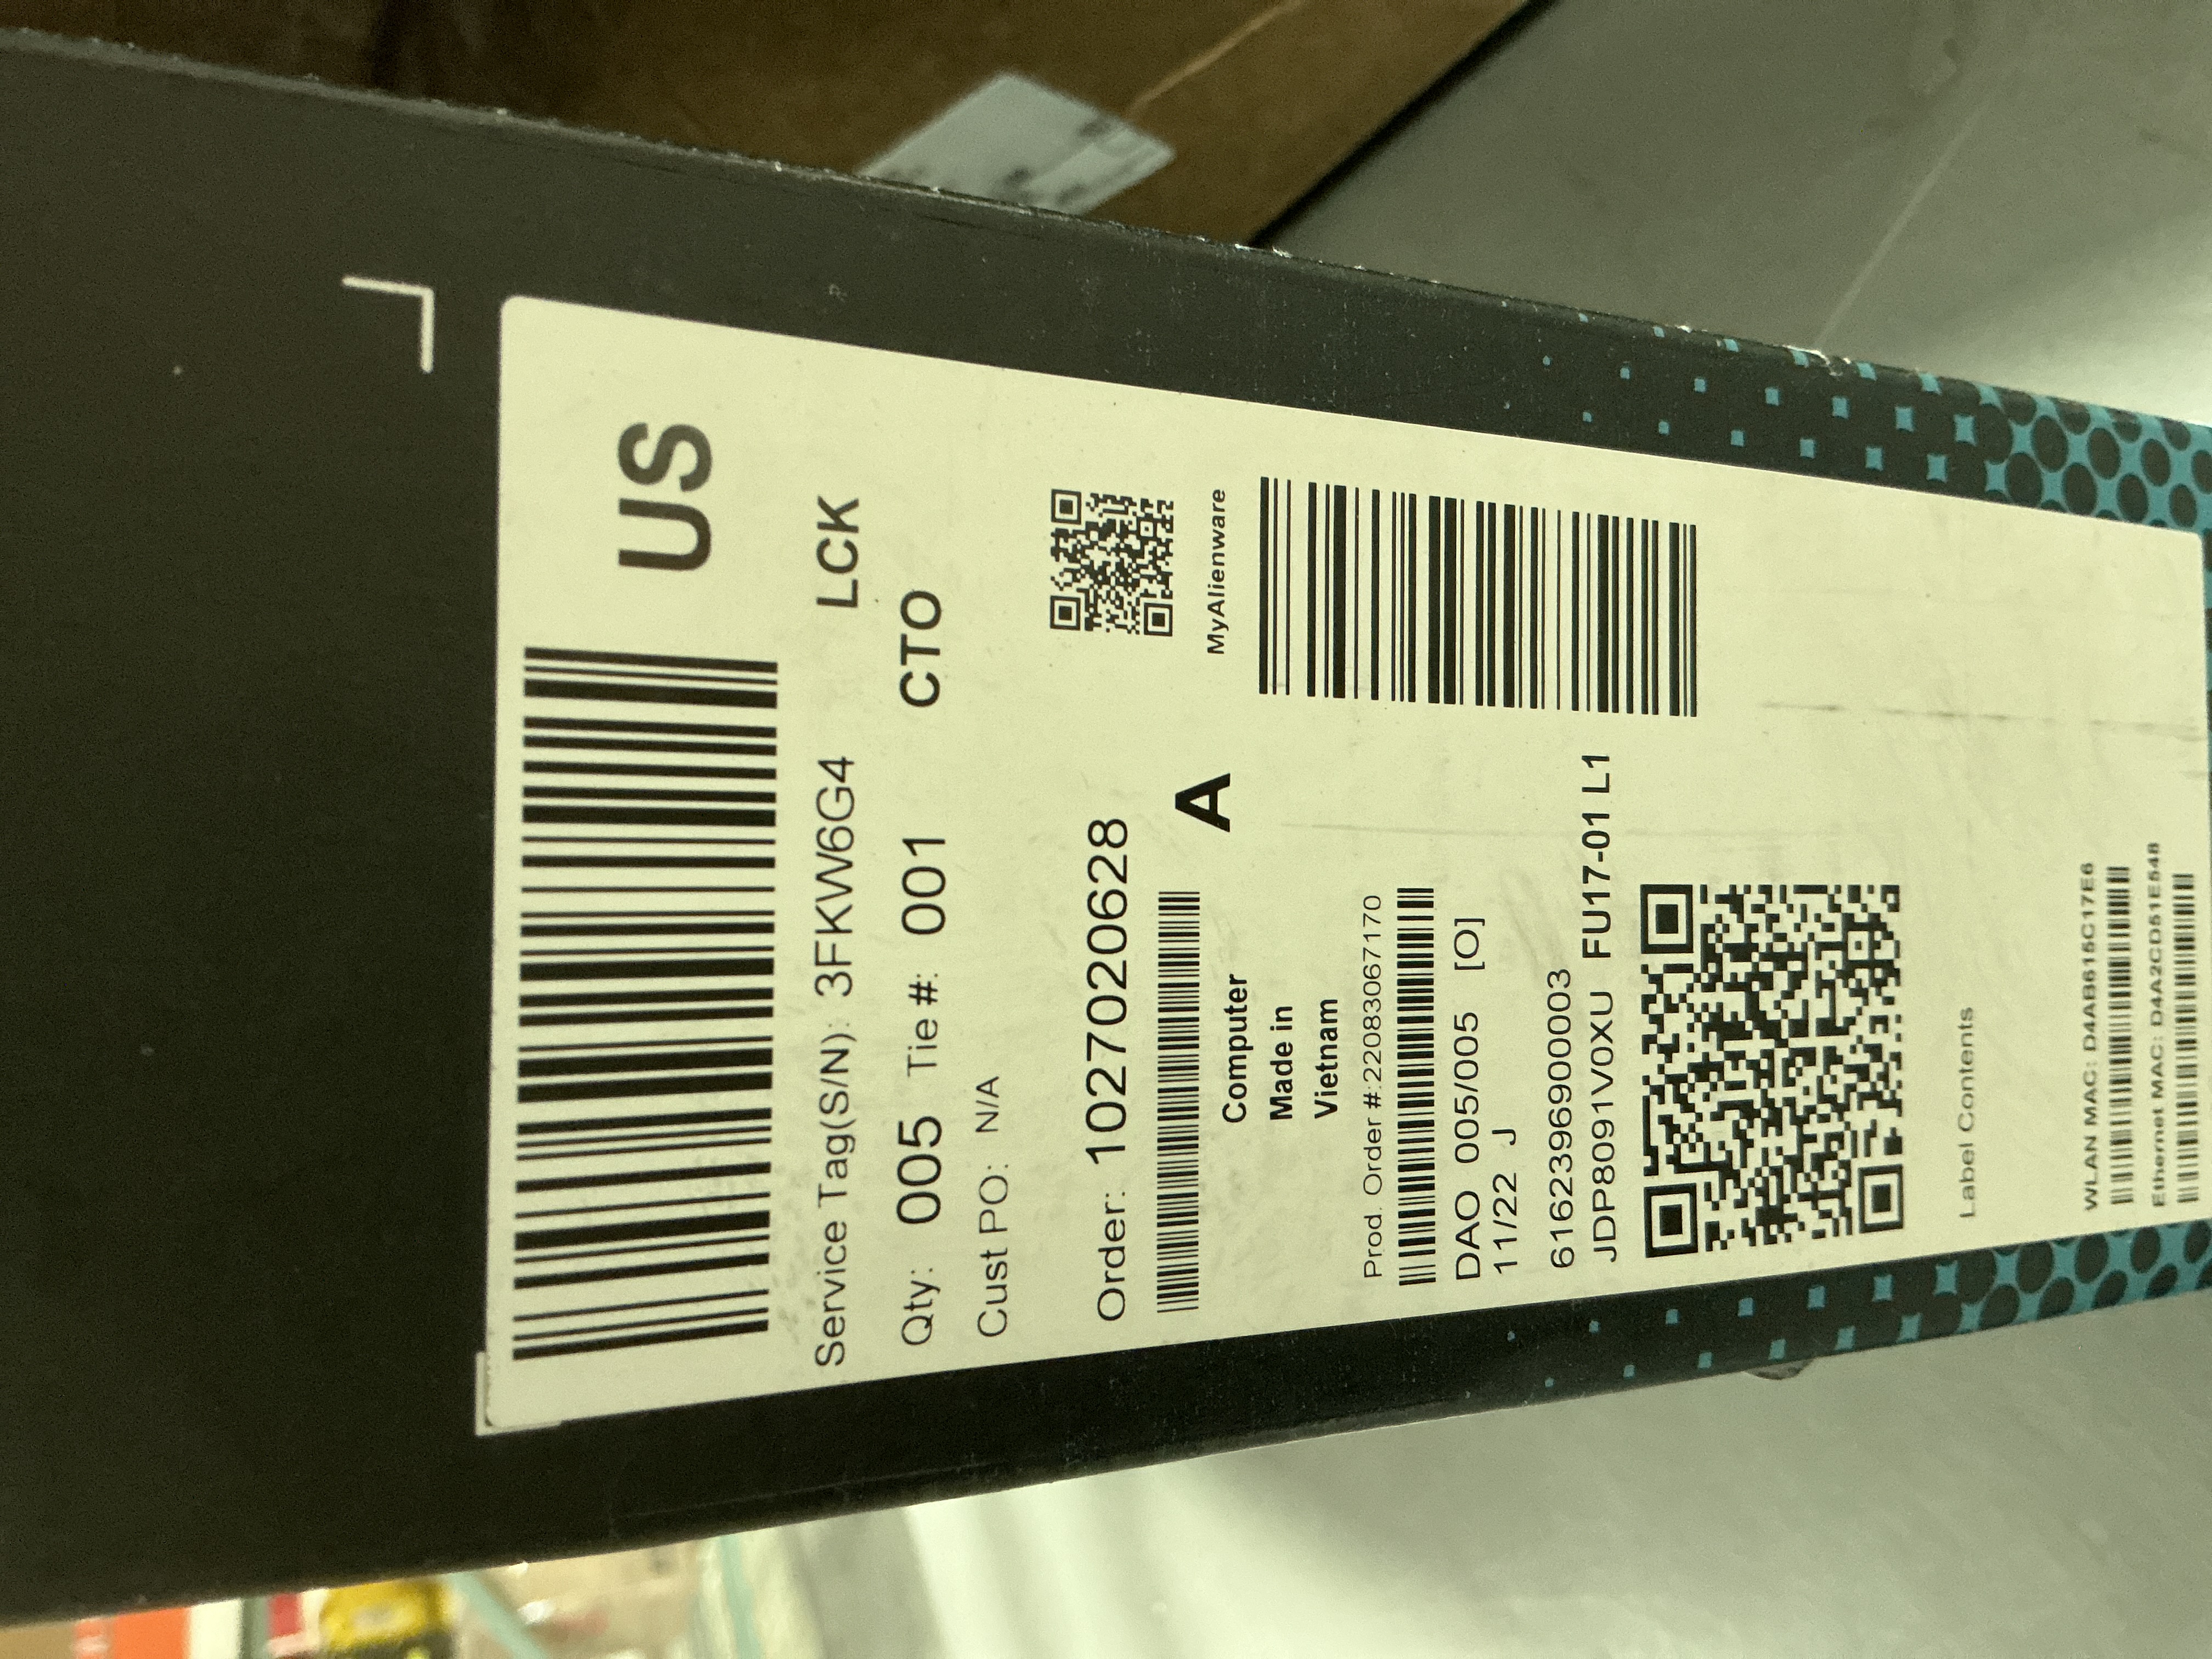 US
Service Tag(S/N): 3FKW6G4 LCK
Qty: 005 Tie #: 001 CTO
Cust PO: N/A
Order: 1027020628
MyAlienware
A
Computer
Made in
Vietnam
Prod. Order #:2208306717​0
DAO 005/005 [O]
11/22 J
6162396900003
JDP8091V0XU FU17-01 L1
Label Contents
WLAN MAC: D4AB615C17E6
Ethernet MAC: D4A2CD51E548